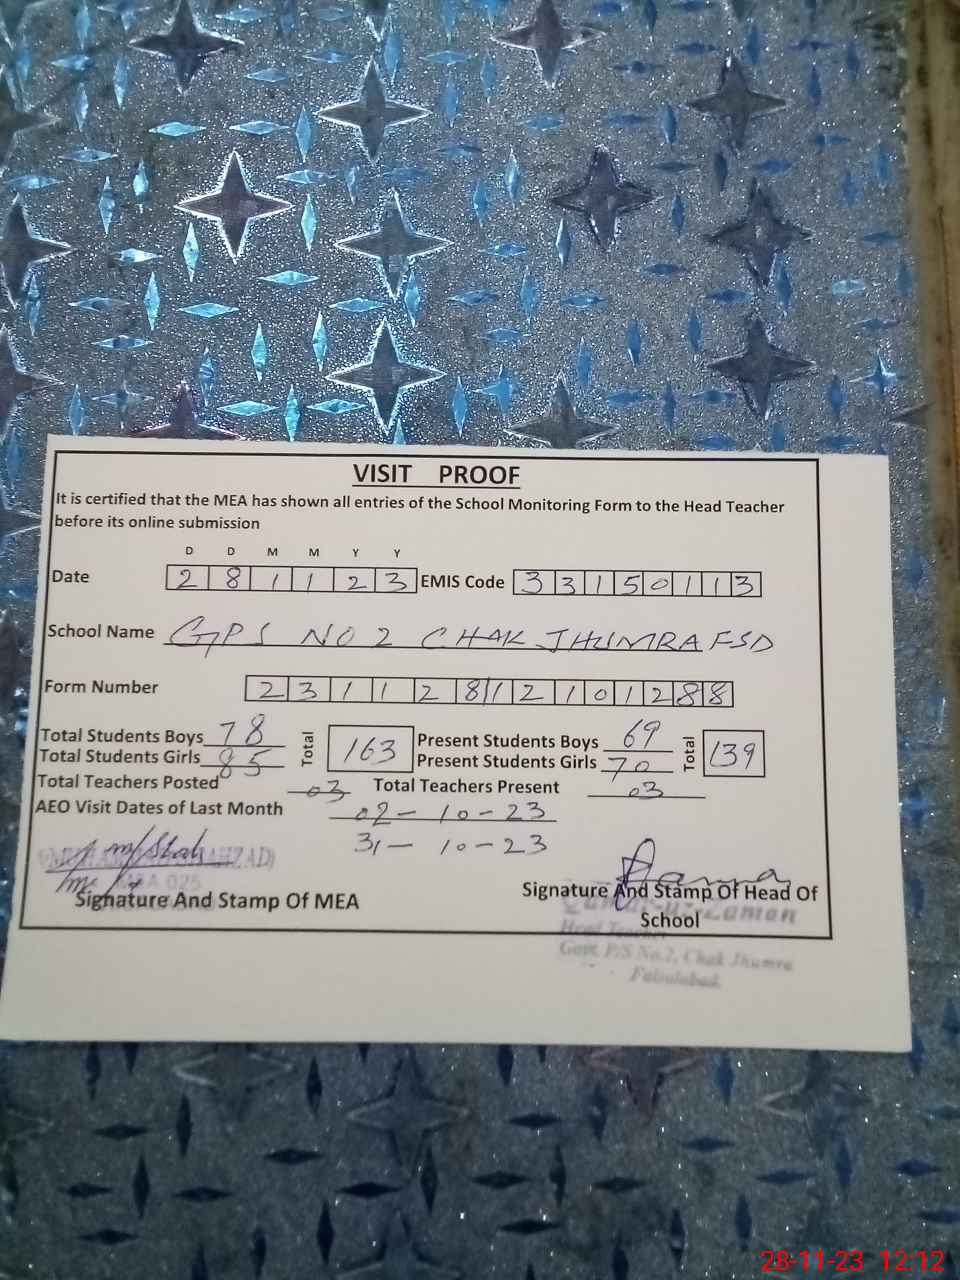 VISIT PROOF
It is certified that the MEA has shown all entries of the School Monitoring Form to the Head Teacher
before its online submission
D D M M Y Y
Date 2 8 1 1 2 3 EMIS Code 3 3 1 5 0 1 1 3
School Name GPS NO 2 CHAK JHUMRA FSD
Form Number 2 3 1 1 2 8 1 2 1 0 1 2 8 8
Total Students Boys 78 Total 163 Present Students Boys 69 Total 139
Total Students Girls 85 Present Students Girls 70
Total Teachers Posted 03 Total Teachers Present 03
AEO Visit Dates of Last Month 02-10-23
31-10-23
MEA 025
Signature And Stamp Of MEA
Signature And Stamp Of Head Of
School
Qamar-uz-Zaman
Head Teacher
Govt. P/S No.2, Chak Jhumra
Faisalabad.
28-11-23 12:12